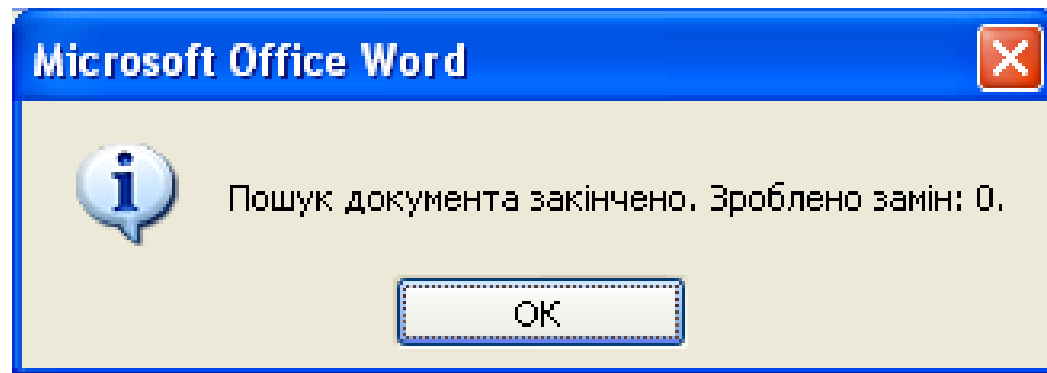 Microsoft Office Word
Пошук документа закінчено. Зроблено замін: 0.
OK